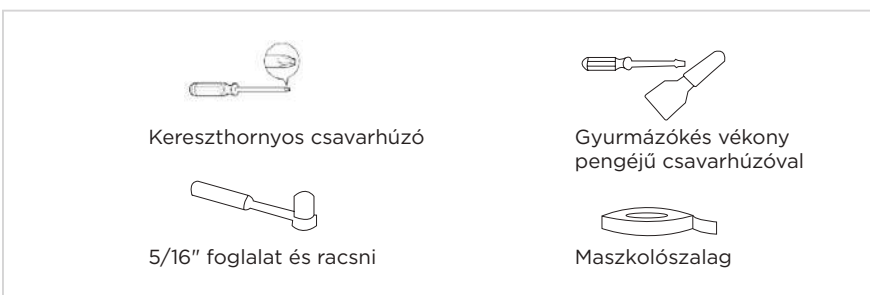 Kereszthornyos csavarhúzó
Gyurmázókés vékony
pengéjű csavarhúzóval
5/16" foglalat és racsni
Maszkolószalag